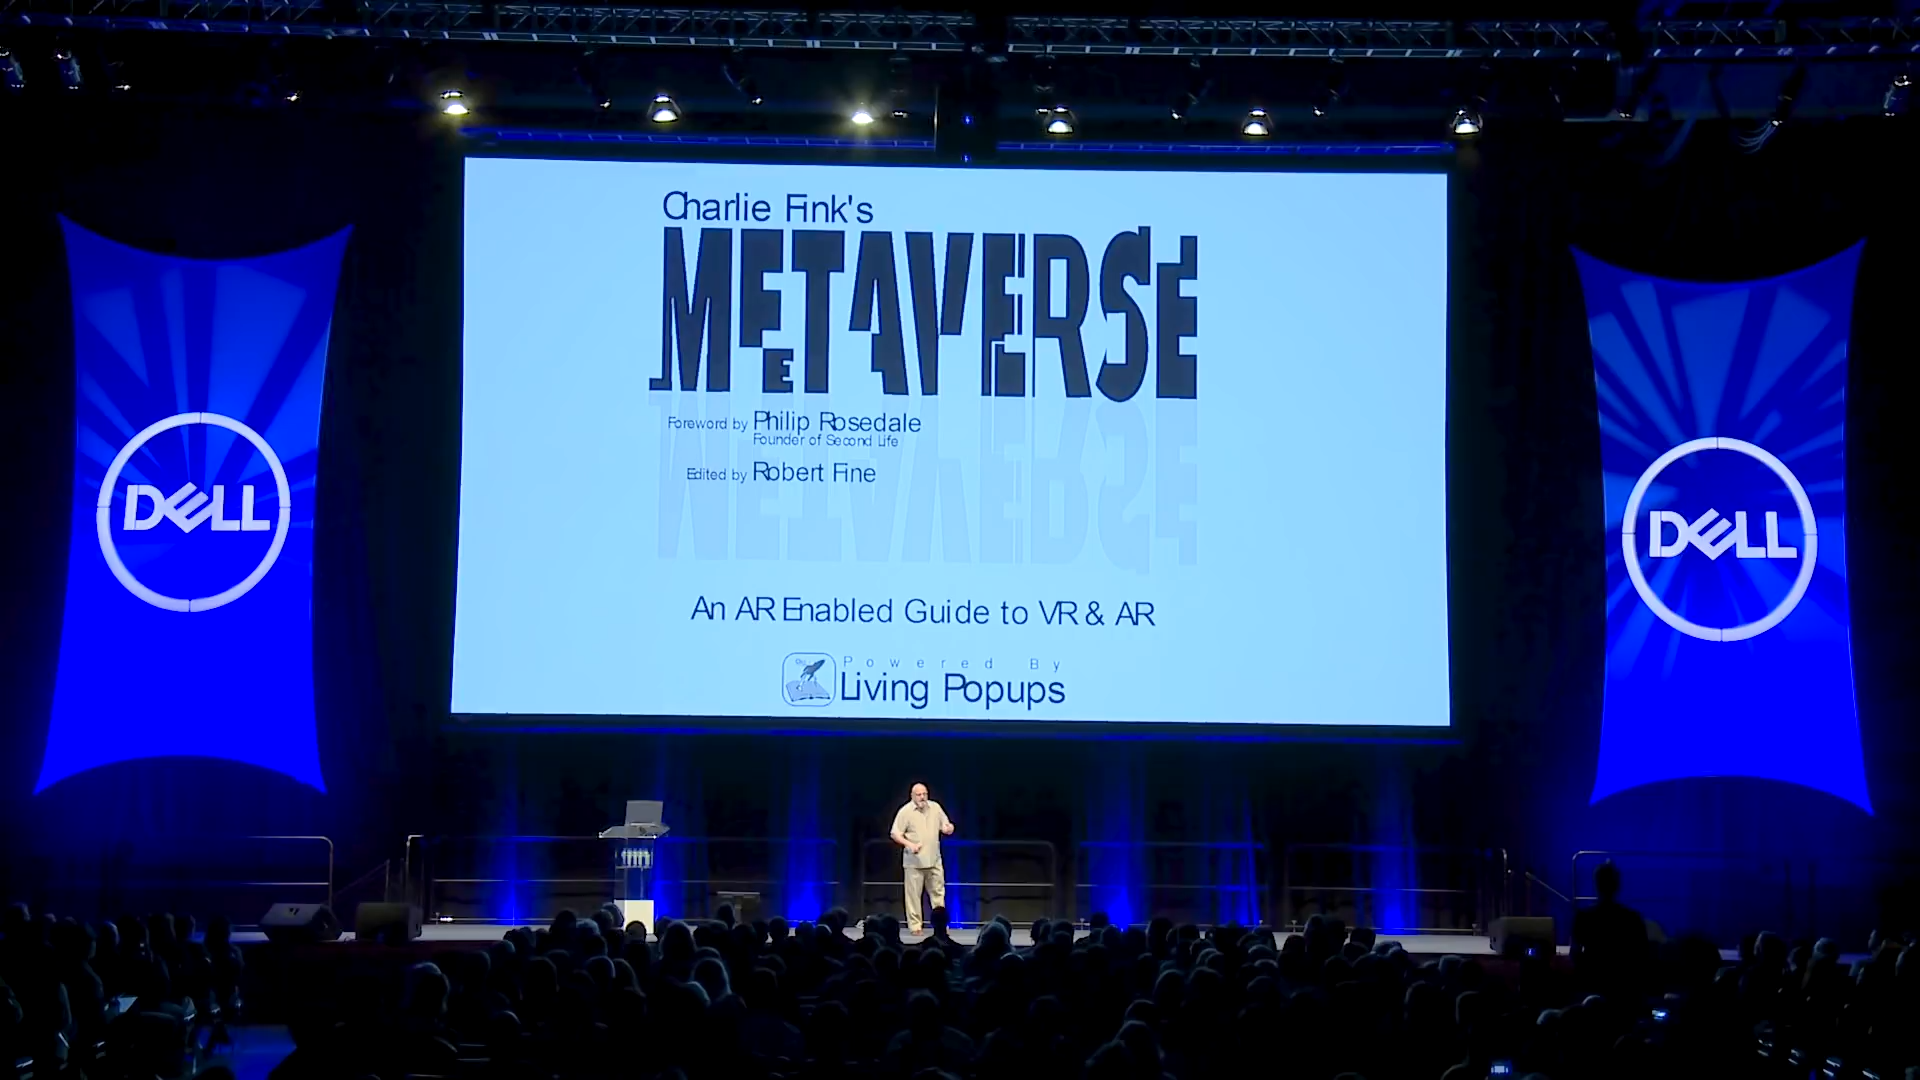 Charlie Fink's
METAVERSE
Foreword by Philip Rosedale
Founder of Second Life
Edited by Robert Fine
An AR Enabled Guide to VR & AR
Powered By
Living Popups
DELL
DELL